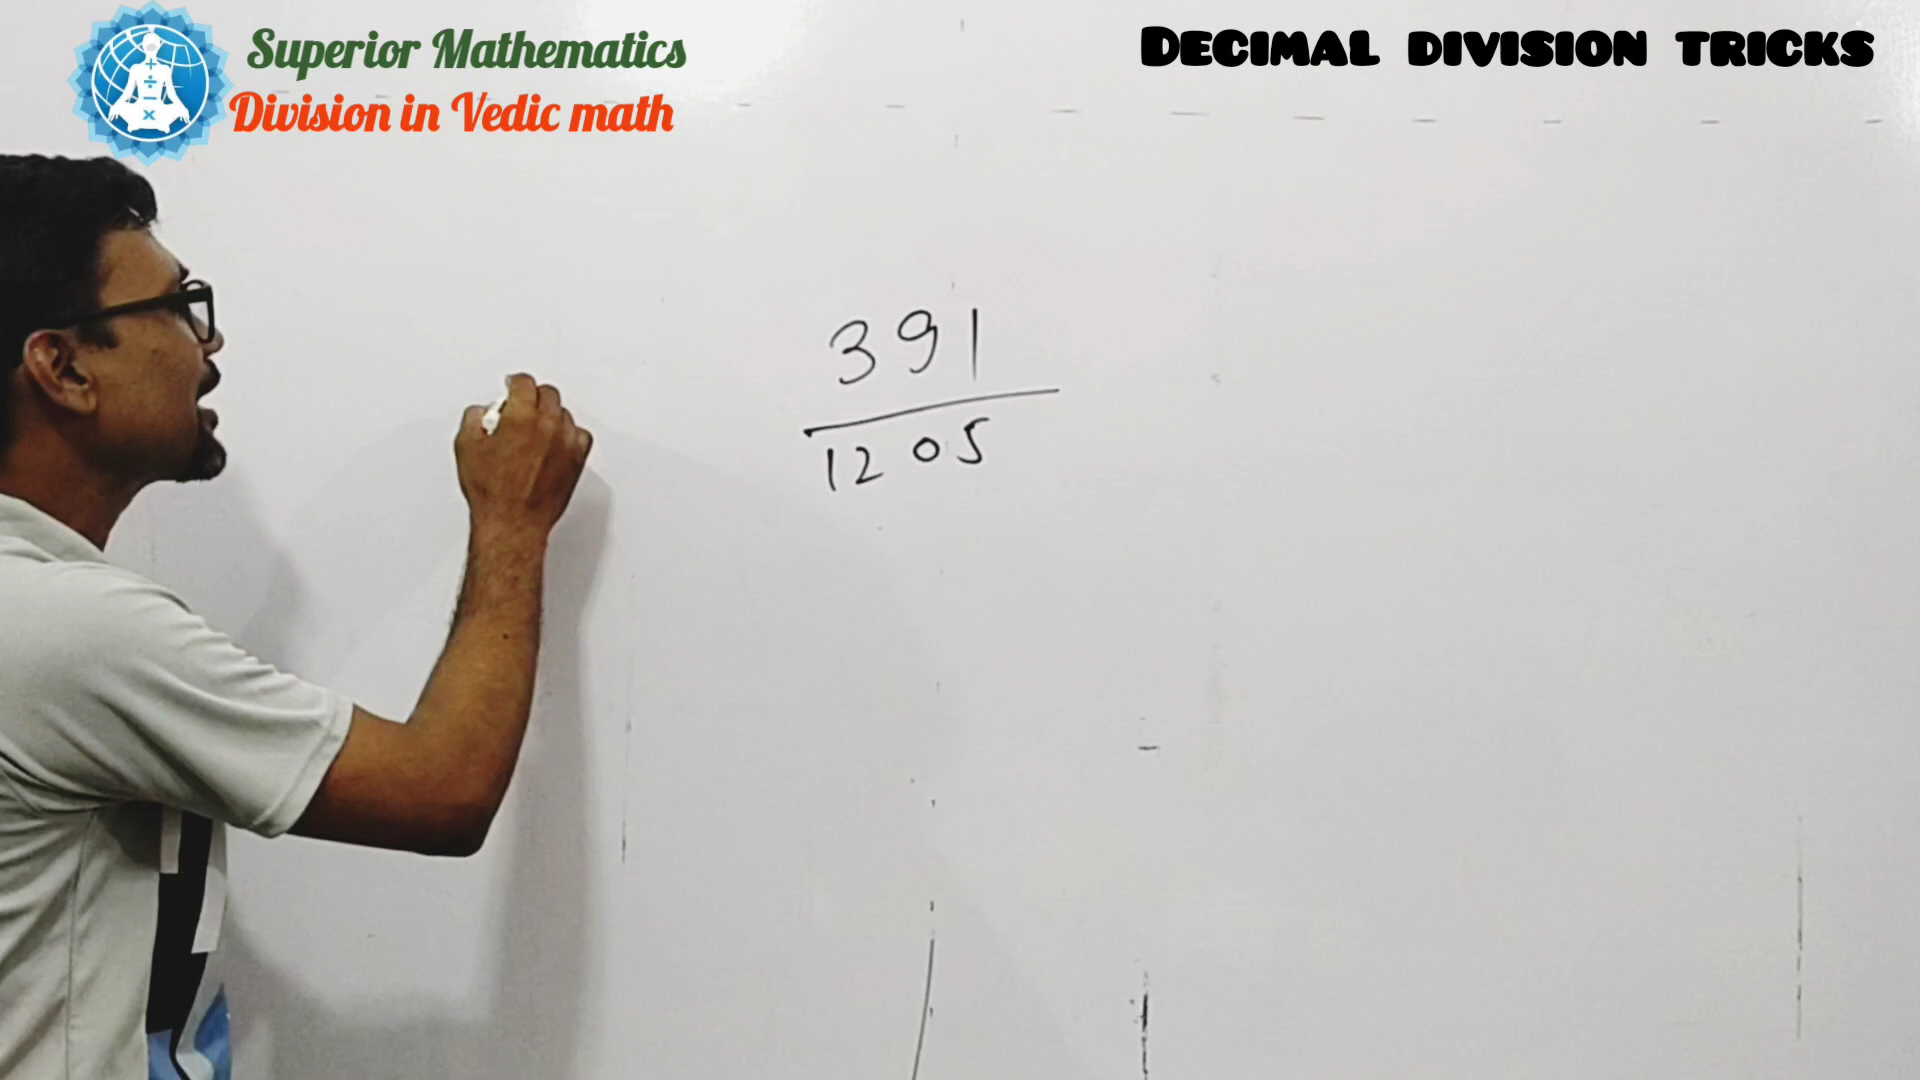 Superior Mathematics
Division in Vedic math
DECIMAL DIVISION TRICKS
391
1205